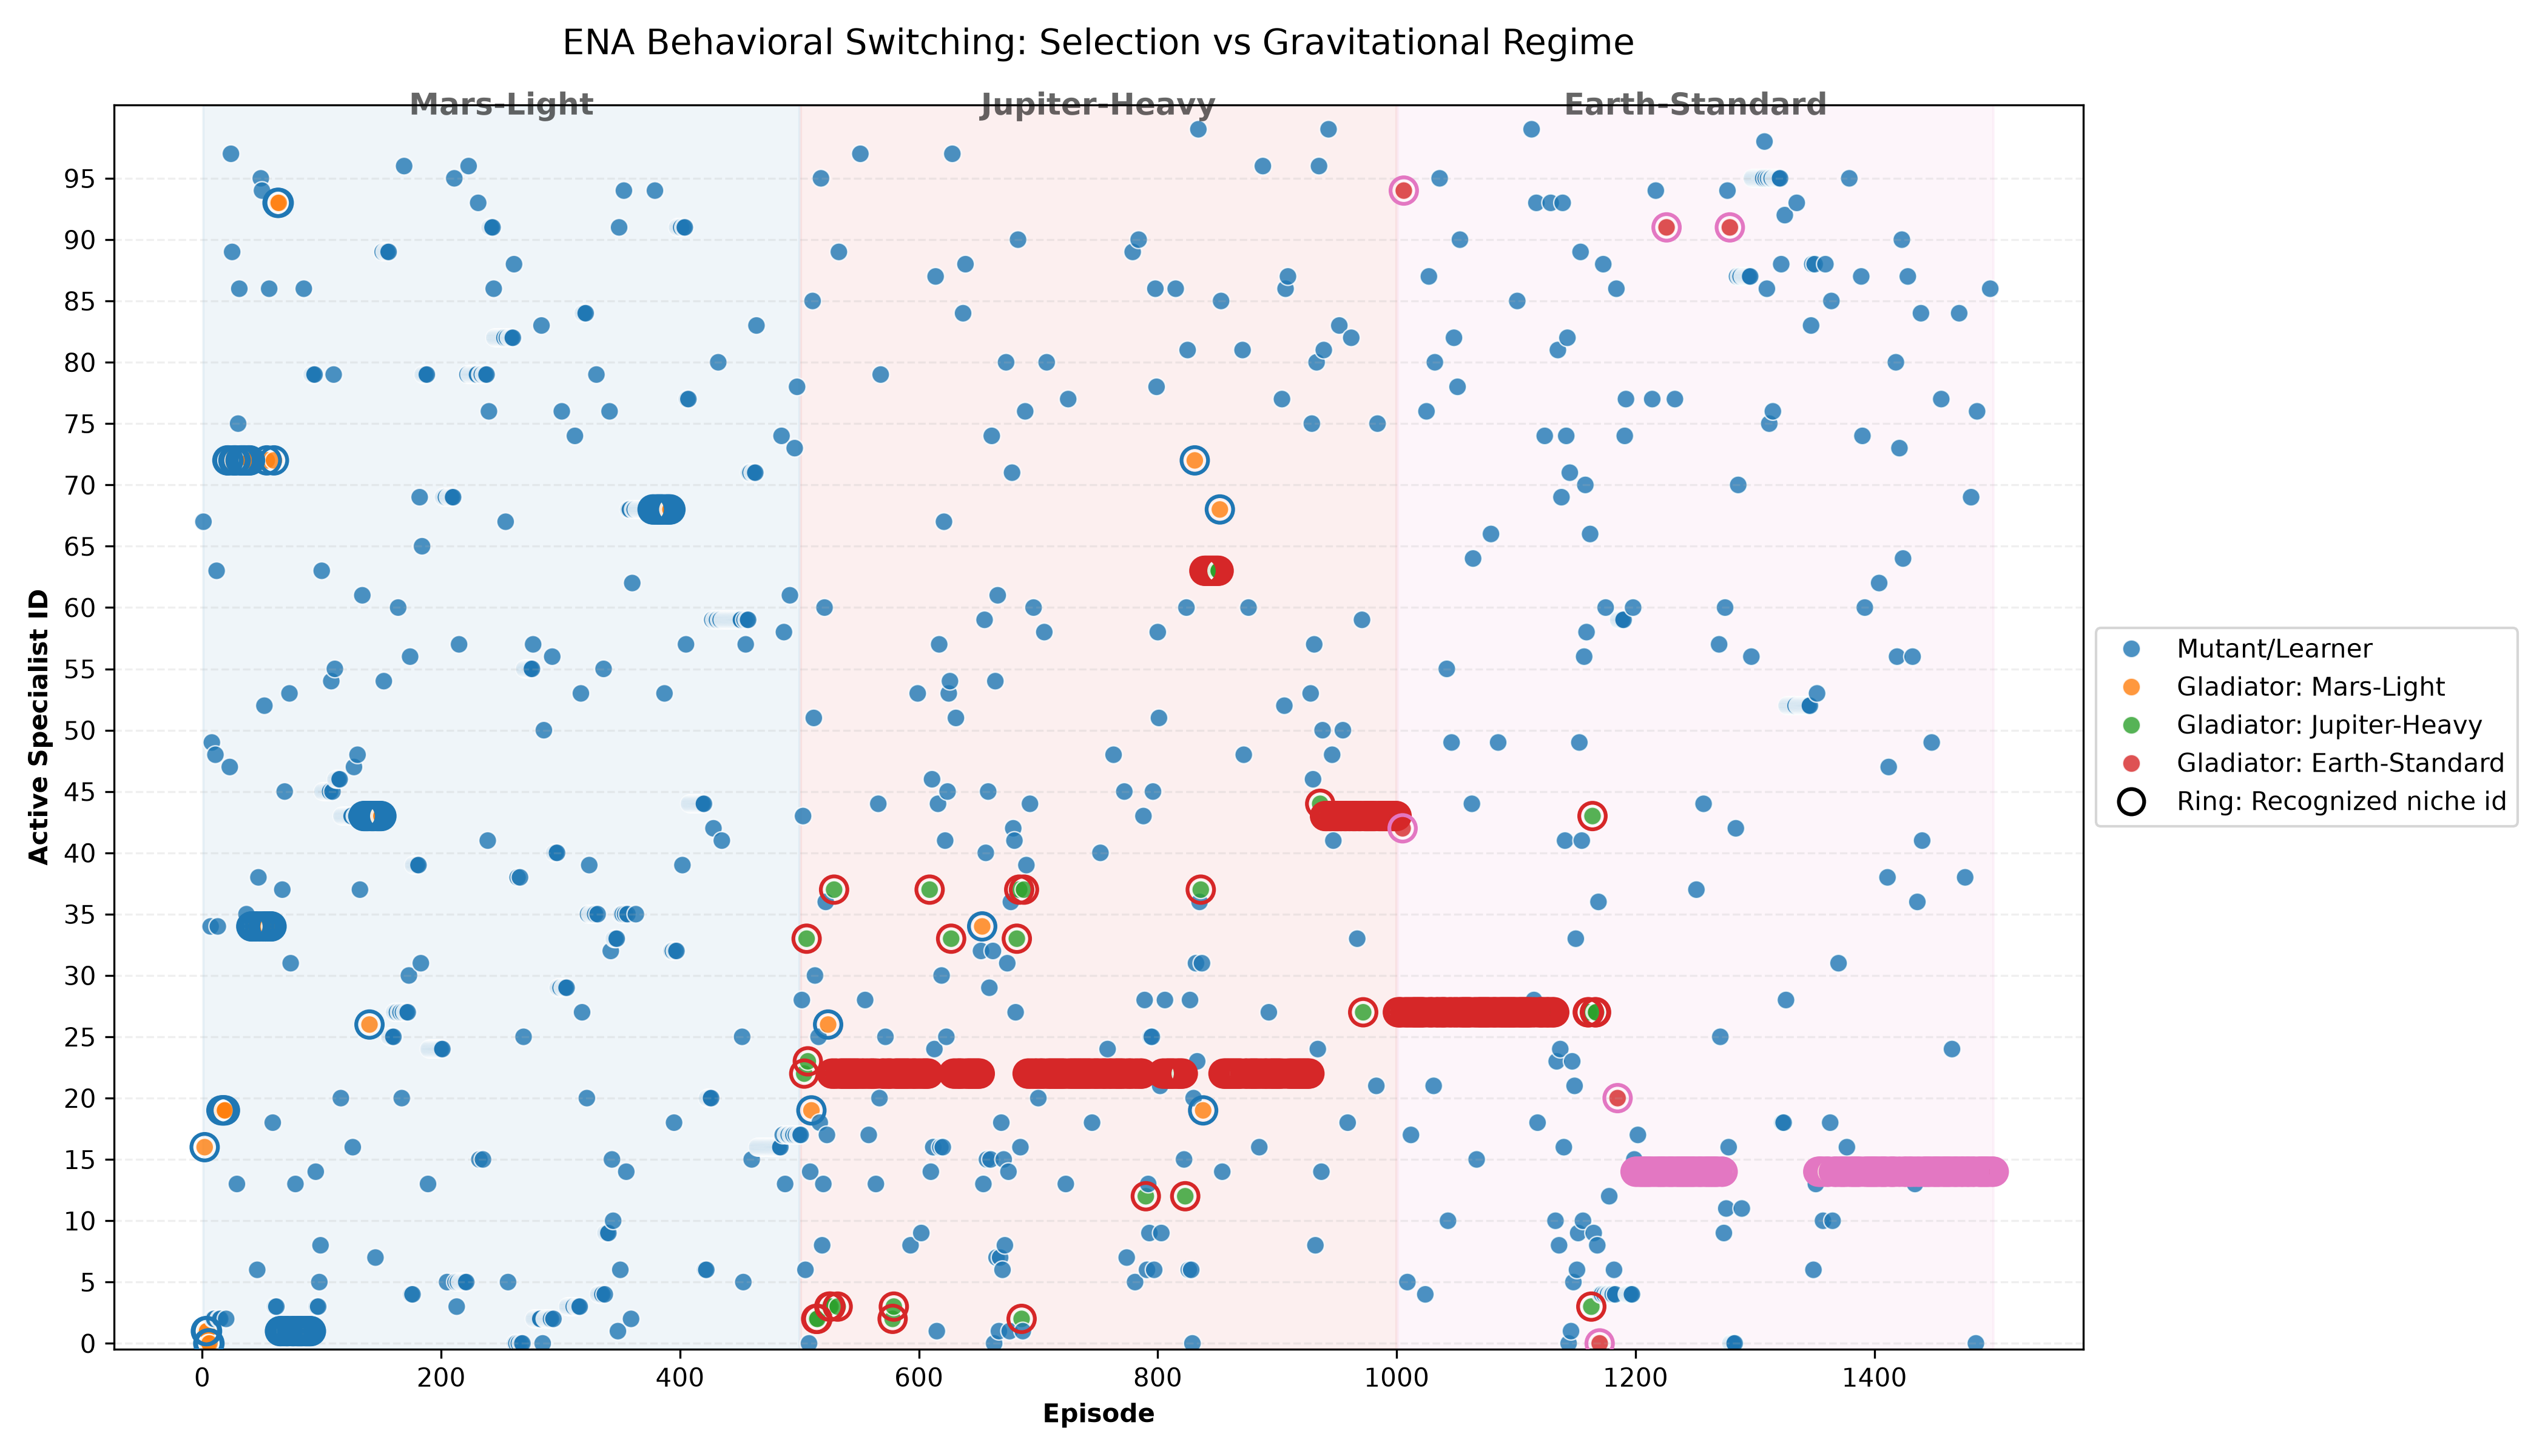 ENA Behavioral Switching: Selection vs Gravitational Regime
Mars-Light
Jupiter-Heavy
Earth-Standard
Active Specialist ID
95
90
85
80
75
70
65
60
55
50
45
40
35
30
25
20
15
10
5
0
0
200
400
600
800
1000
1200
1400
Episode
Mutant/Learner
Gladiator: Mars-Light
Gladiator: Jupiter-Heavy
Gladiator: Earth-Standard
Ring: Recognized niche id